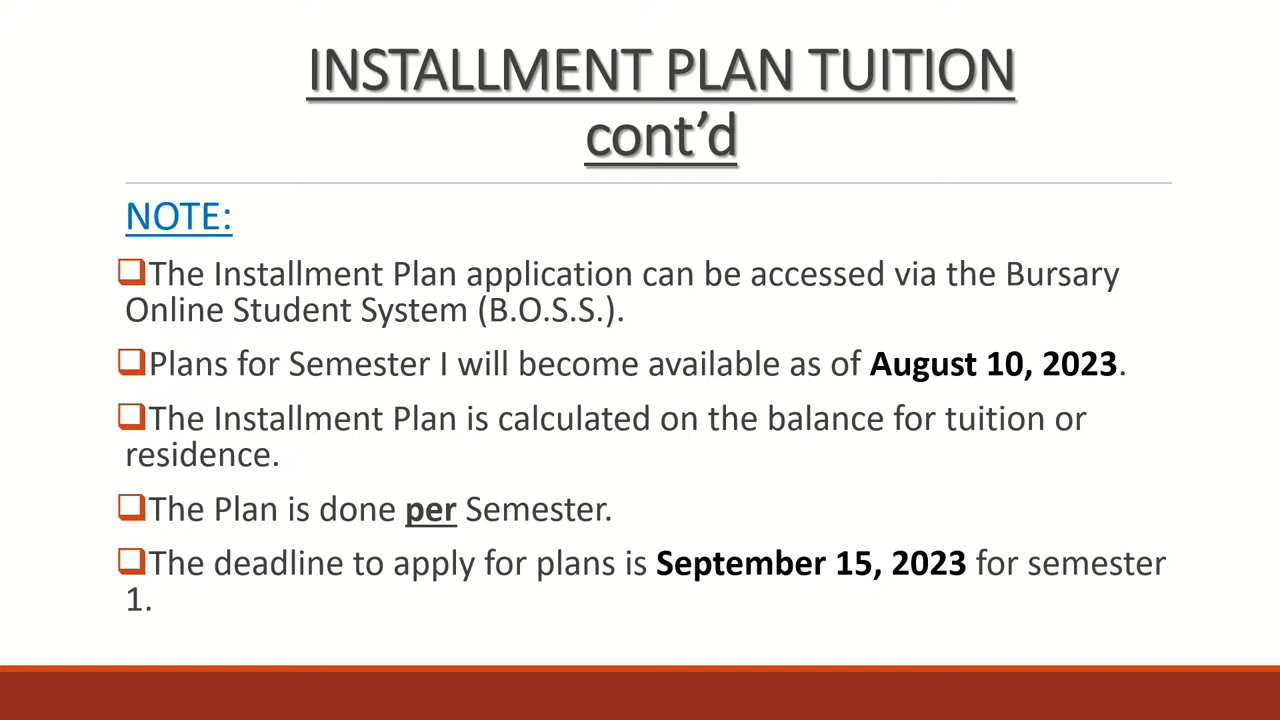 INSTALLMENT PLAN TUITION
cont’d
NOTE:
The Installment Plan application can be accessed via the Bursary
Online Student System (B.O.S.S.).
Plans for Semester I will become available as of August 10, 2023.
The Installment Plan is calculated on the balance for tuition or
residence.
The Plan is done per Semester.
The deadline to apply for plans is September 15, 2023 for semester
1.